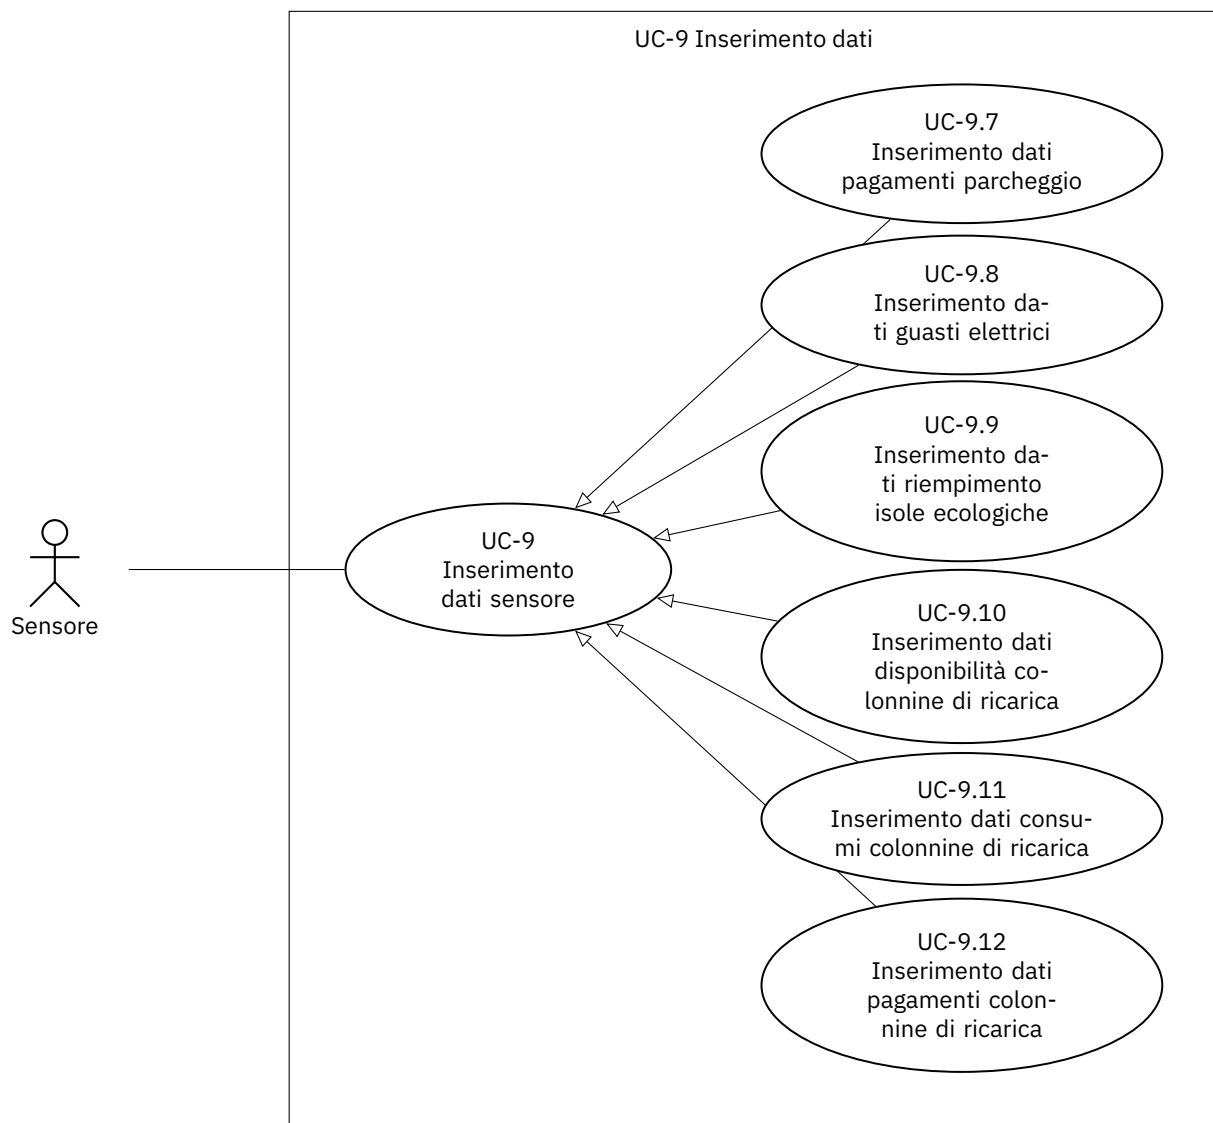 UC-9 Inserimento dati
UC-9.7
Inserimento dati
pagamenti parcheggio
UC-9.8
Inserimento da-
ti guasti elettrici
UC-9.9
Inserimento da-
ti riempimento
isole ecologiche
UC-9
Inserimento
dati sensore
Sensore
UC-9.10
Inserimento dati
disponibilità co-
lonnine di ricarica
UC-9.11
Inserimento dati consu-
mi colonnine di ricarica
UC-9.12
Inserimento dati
pagamenti colon-
nine di ricarica